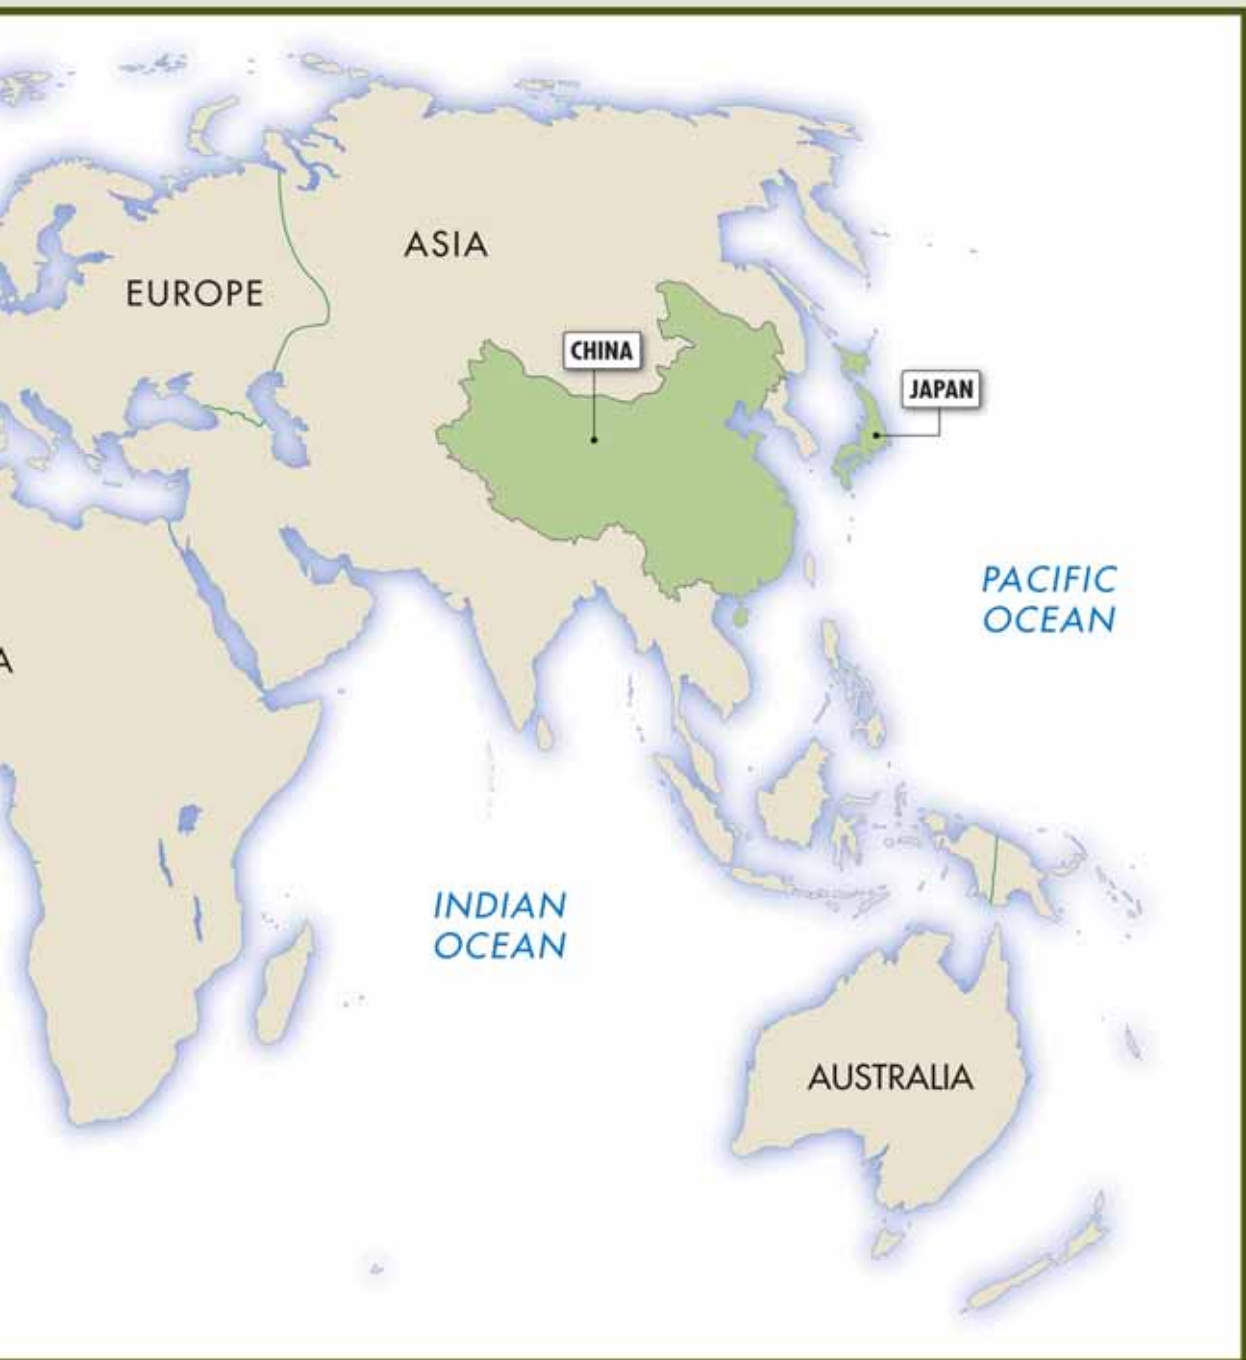 ASIA
EUROPE
CHINA
JAPAN
PACIFIC
OCEAN
A
INDIAN
OCEAN
AUSTRALIA